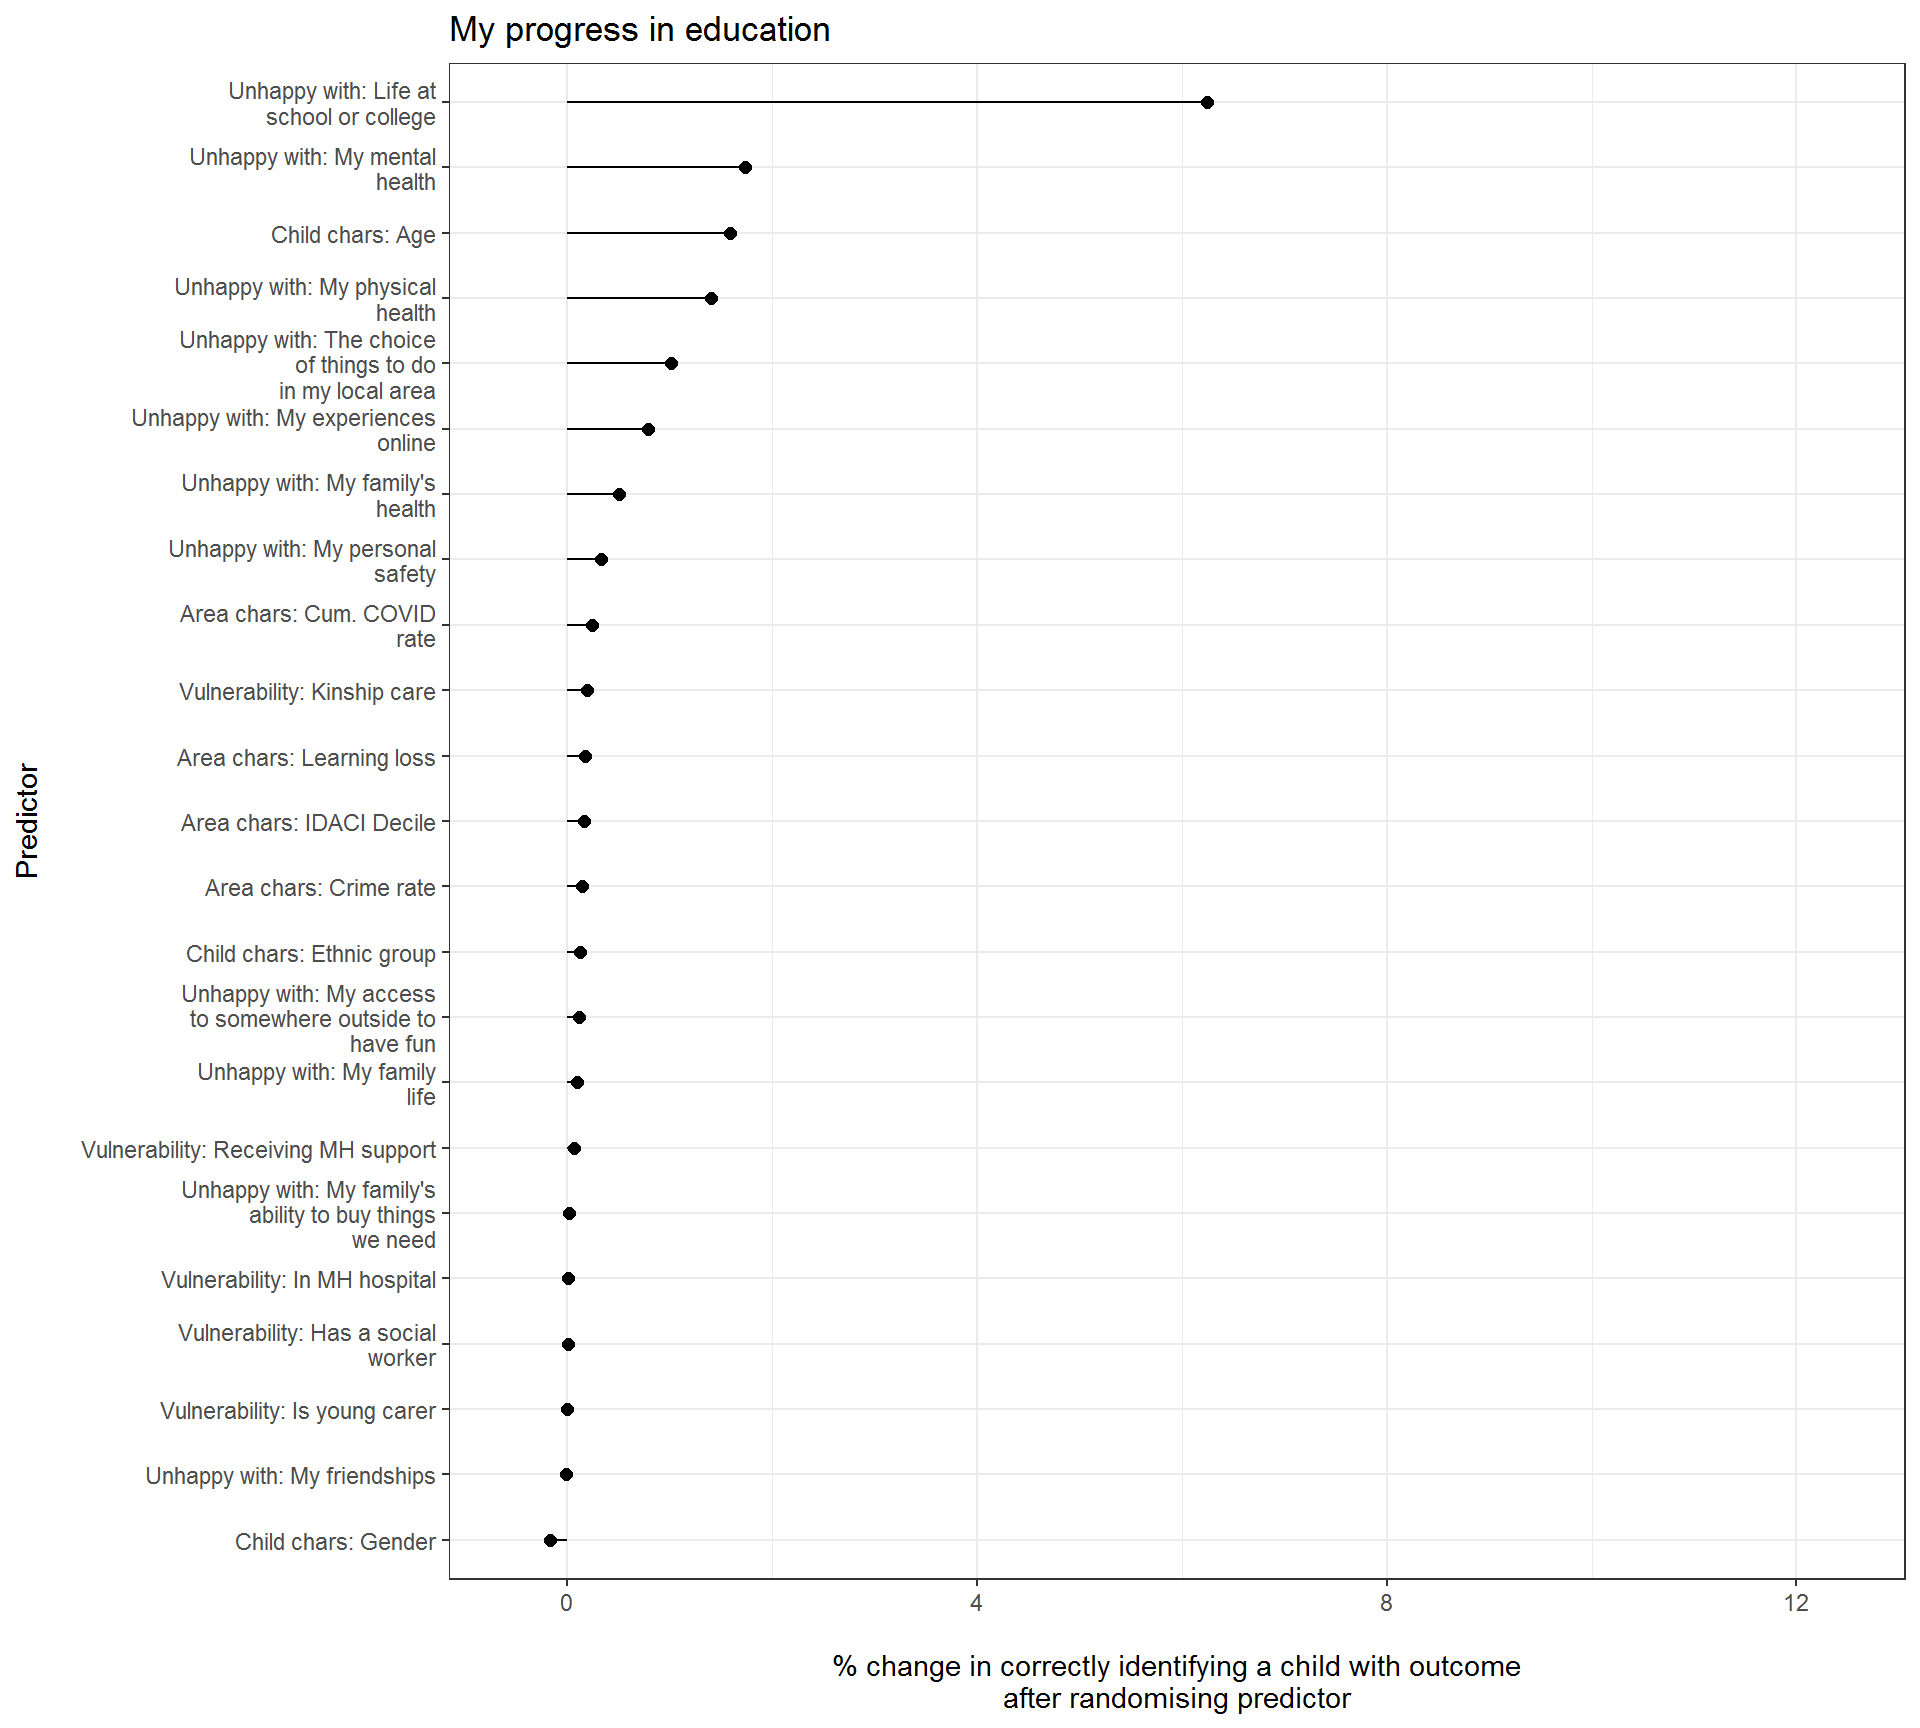 My progress in education
Unhappy with: Life at
school or college
Unhappy with: My mental
health
Child chars: Age
Unhappy with: My physical
health
Unhappy with: The choice
of things to do
in my local area
Unhappy with: My experiences
online
Unhappy with: My family's
health
Unhappy with: My personal
safety
Area chars: Cum. COVID
rate
Vulnerability: Kinship care
Area chars: Learning loss
Area chars: IDACI Decile
Area chars: Crime rate
Child chars: Ethnic group
Unhappy with: My access
to somewhere outside to
have fun
Unhappy with: My family
life
Vulnerability: Receiving MH support
Unhappy with: My family's
ability to buy things
we need
Vulnerability: In MH hospital
Vulnerability: Has a social
worker
Vulnerability: Is young carer
Unhappy with: My friendships
Child chars: Gender
Predictor
0 4 8 12
% change in correctly identifying a child with outcome
after randomising predictor